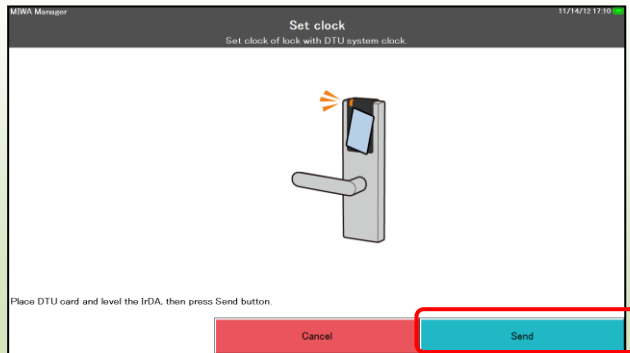 MIWA Manager 11/14/12 17:10
Set clock
Set clock of lock with DTU system clock.
Place DTU card and level the IrDA, then press Send button.
Cancel Send